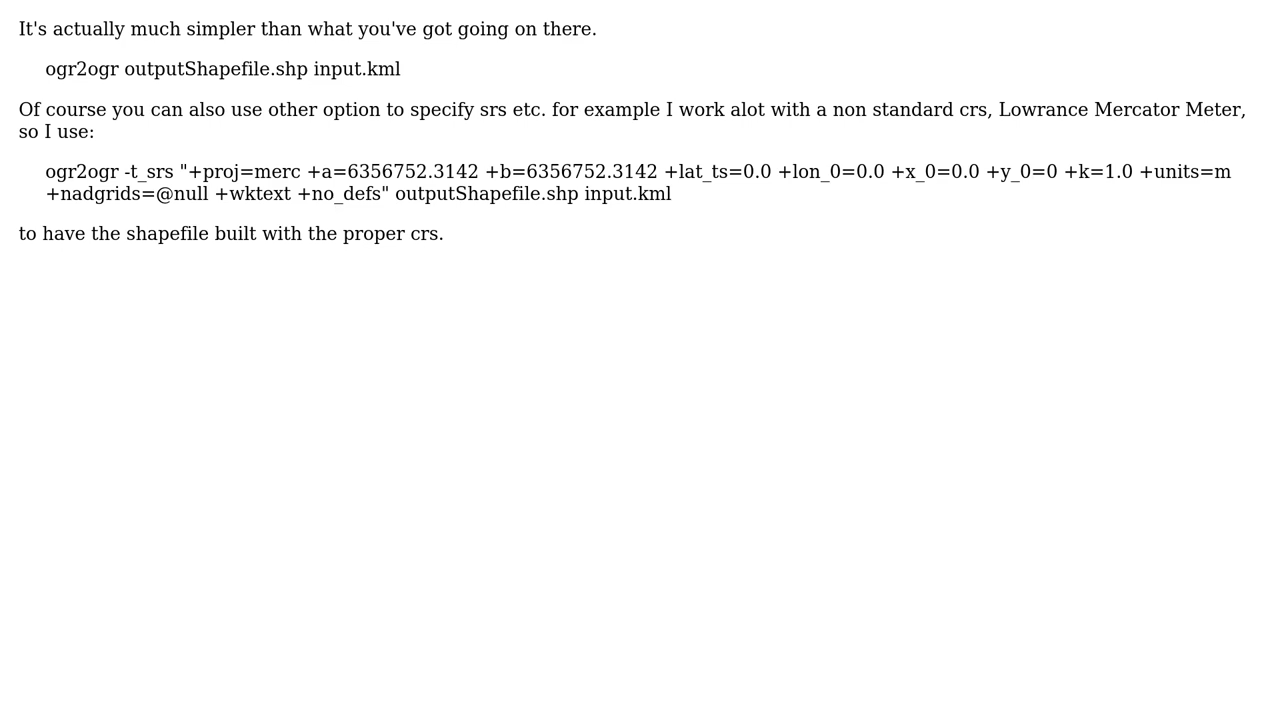 It's actually much simpler than what you've got going on there.
ogr2ogr outputShapefile.shp input.kml
Of course you can also use other option to specify srs etc. for example I work alot with a non standard crs, Lowrance Mercator Meter,
so I use:
ogr2ogr -t_srs "+proj=merc +a=6356752.3142 +b=6356752.3142 +lat_ts=0.0 +lon_0=0.0 +x_0=0.0 +y_0=0 +k=1.0 +units=m
+nadgrids=@null +wktext +no_defs" outputShapefile.shp input.kml
to have the shapefile built with the proper crs.